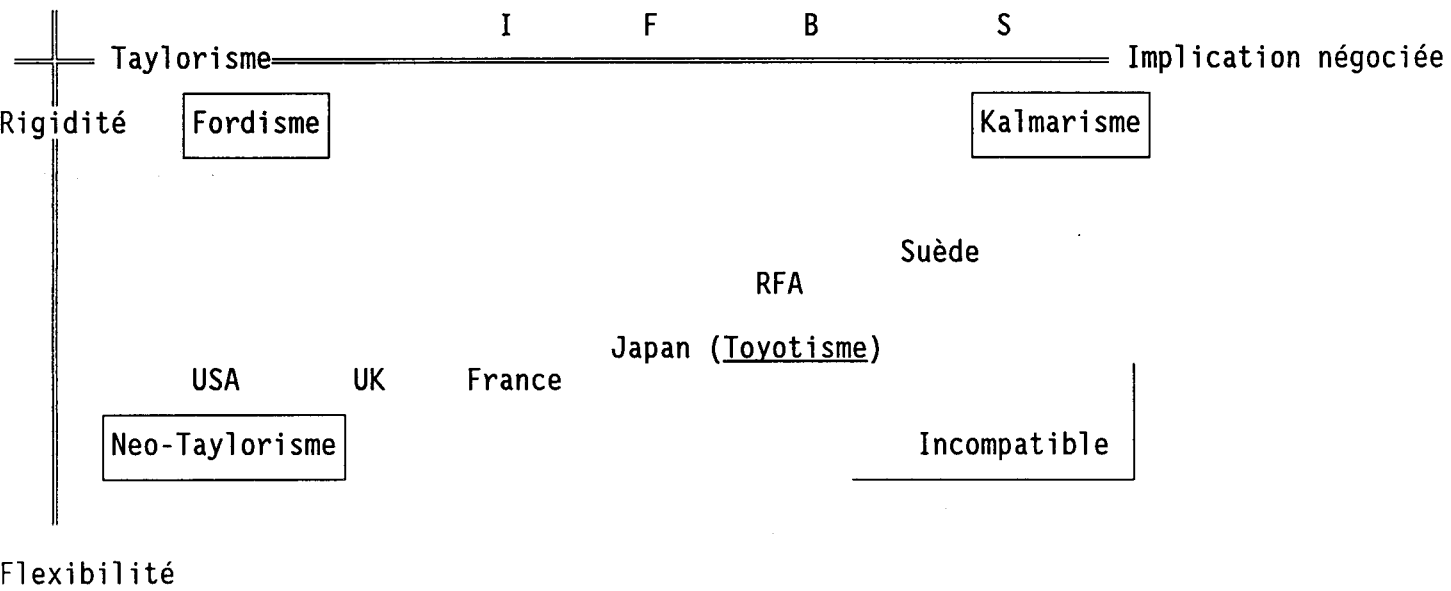 I F B S
Taylorisme Implication négociée
Rigidité Fordisme Kalmarisme
Suède
RFA
Japan (Toyotisme)
USA UK France
Neo-Taylorisme Incompatible
Flexibilité